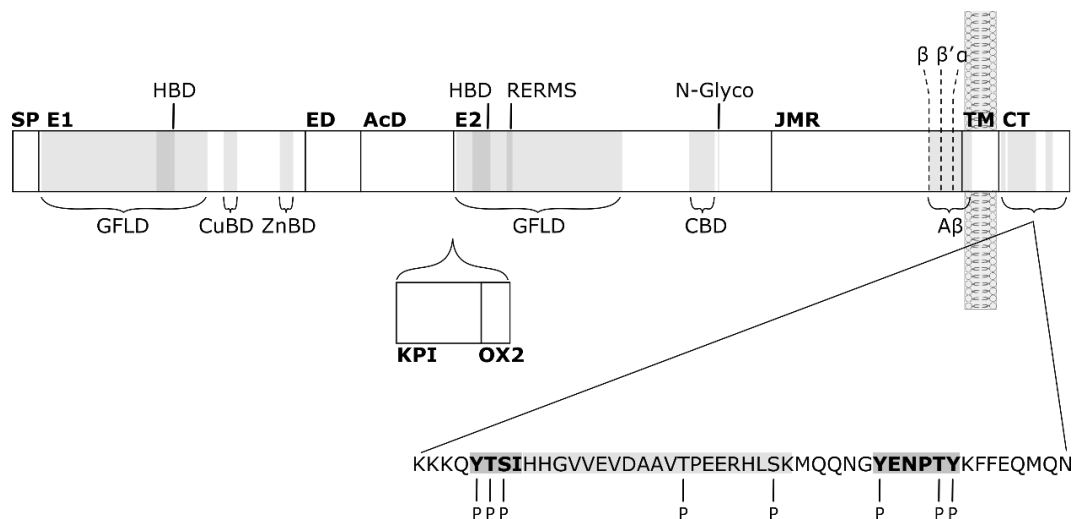 β β' α
HBD HBD RERMS N-Glyco
SP E1 ED AcD E2 JMR TM CT
GFLD CuBD ZnBD GFLD CBD Aβ
KPI OX2
KKKQYTSIHHGVVEVDAAVTPEERHLSKMQQNGYENPTYKFFEQMQN
P P P P P P P P